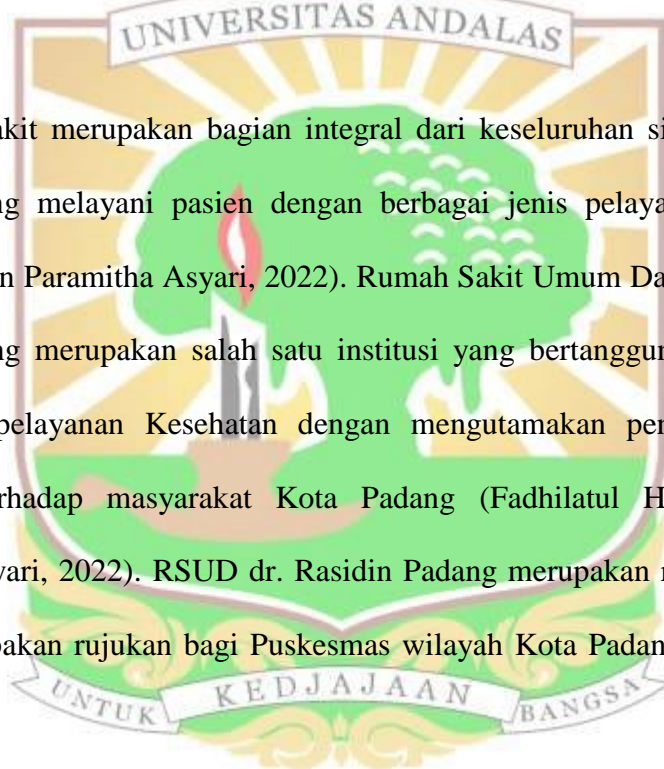 UNIVERSITAS ANDALAS
akit merupakan bagian integral dari keseluruhan si
ng melayani pasien dengan berbagai jenis pelaya
n Paramitha Asyari, 2022). Rumah Sakit Umum Da
ng merupakan salah satu institusi yang bertanggun
pelayanan Kesehatan dengan mengutamakan per
rhadap masyarakat Kota Padang (Fadhilatul H
yari, 2022). RSUD dr. Rasidin Padang merupakan r
pakan rujukan bagi Puskesmas wilayah Kota Padan
UNTUK KEDJAJAAN BANGSA